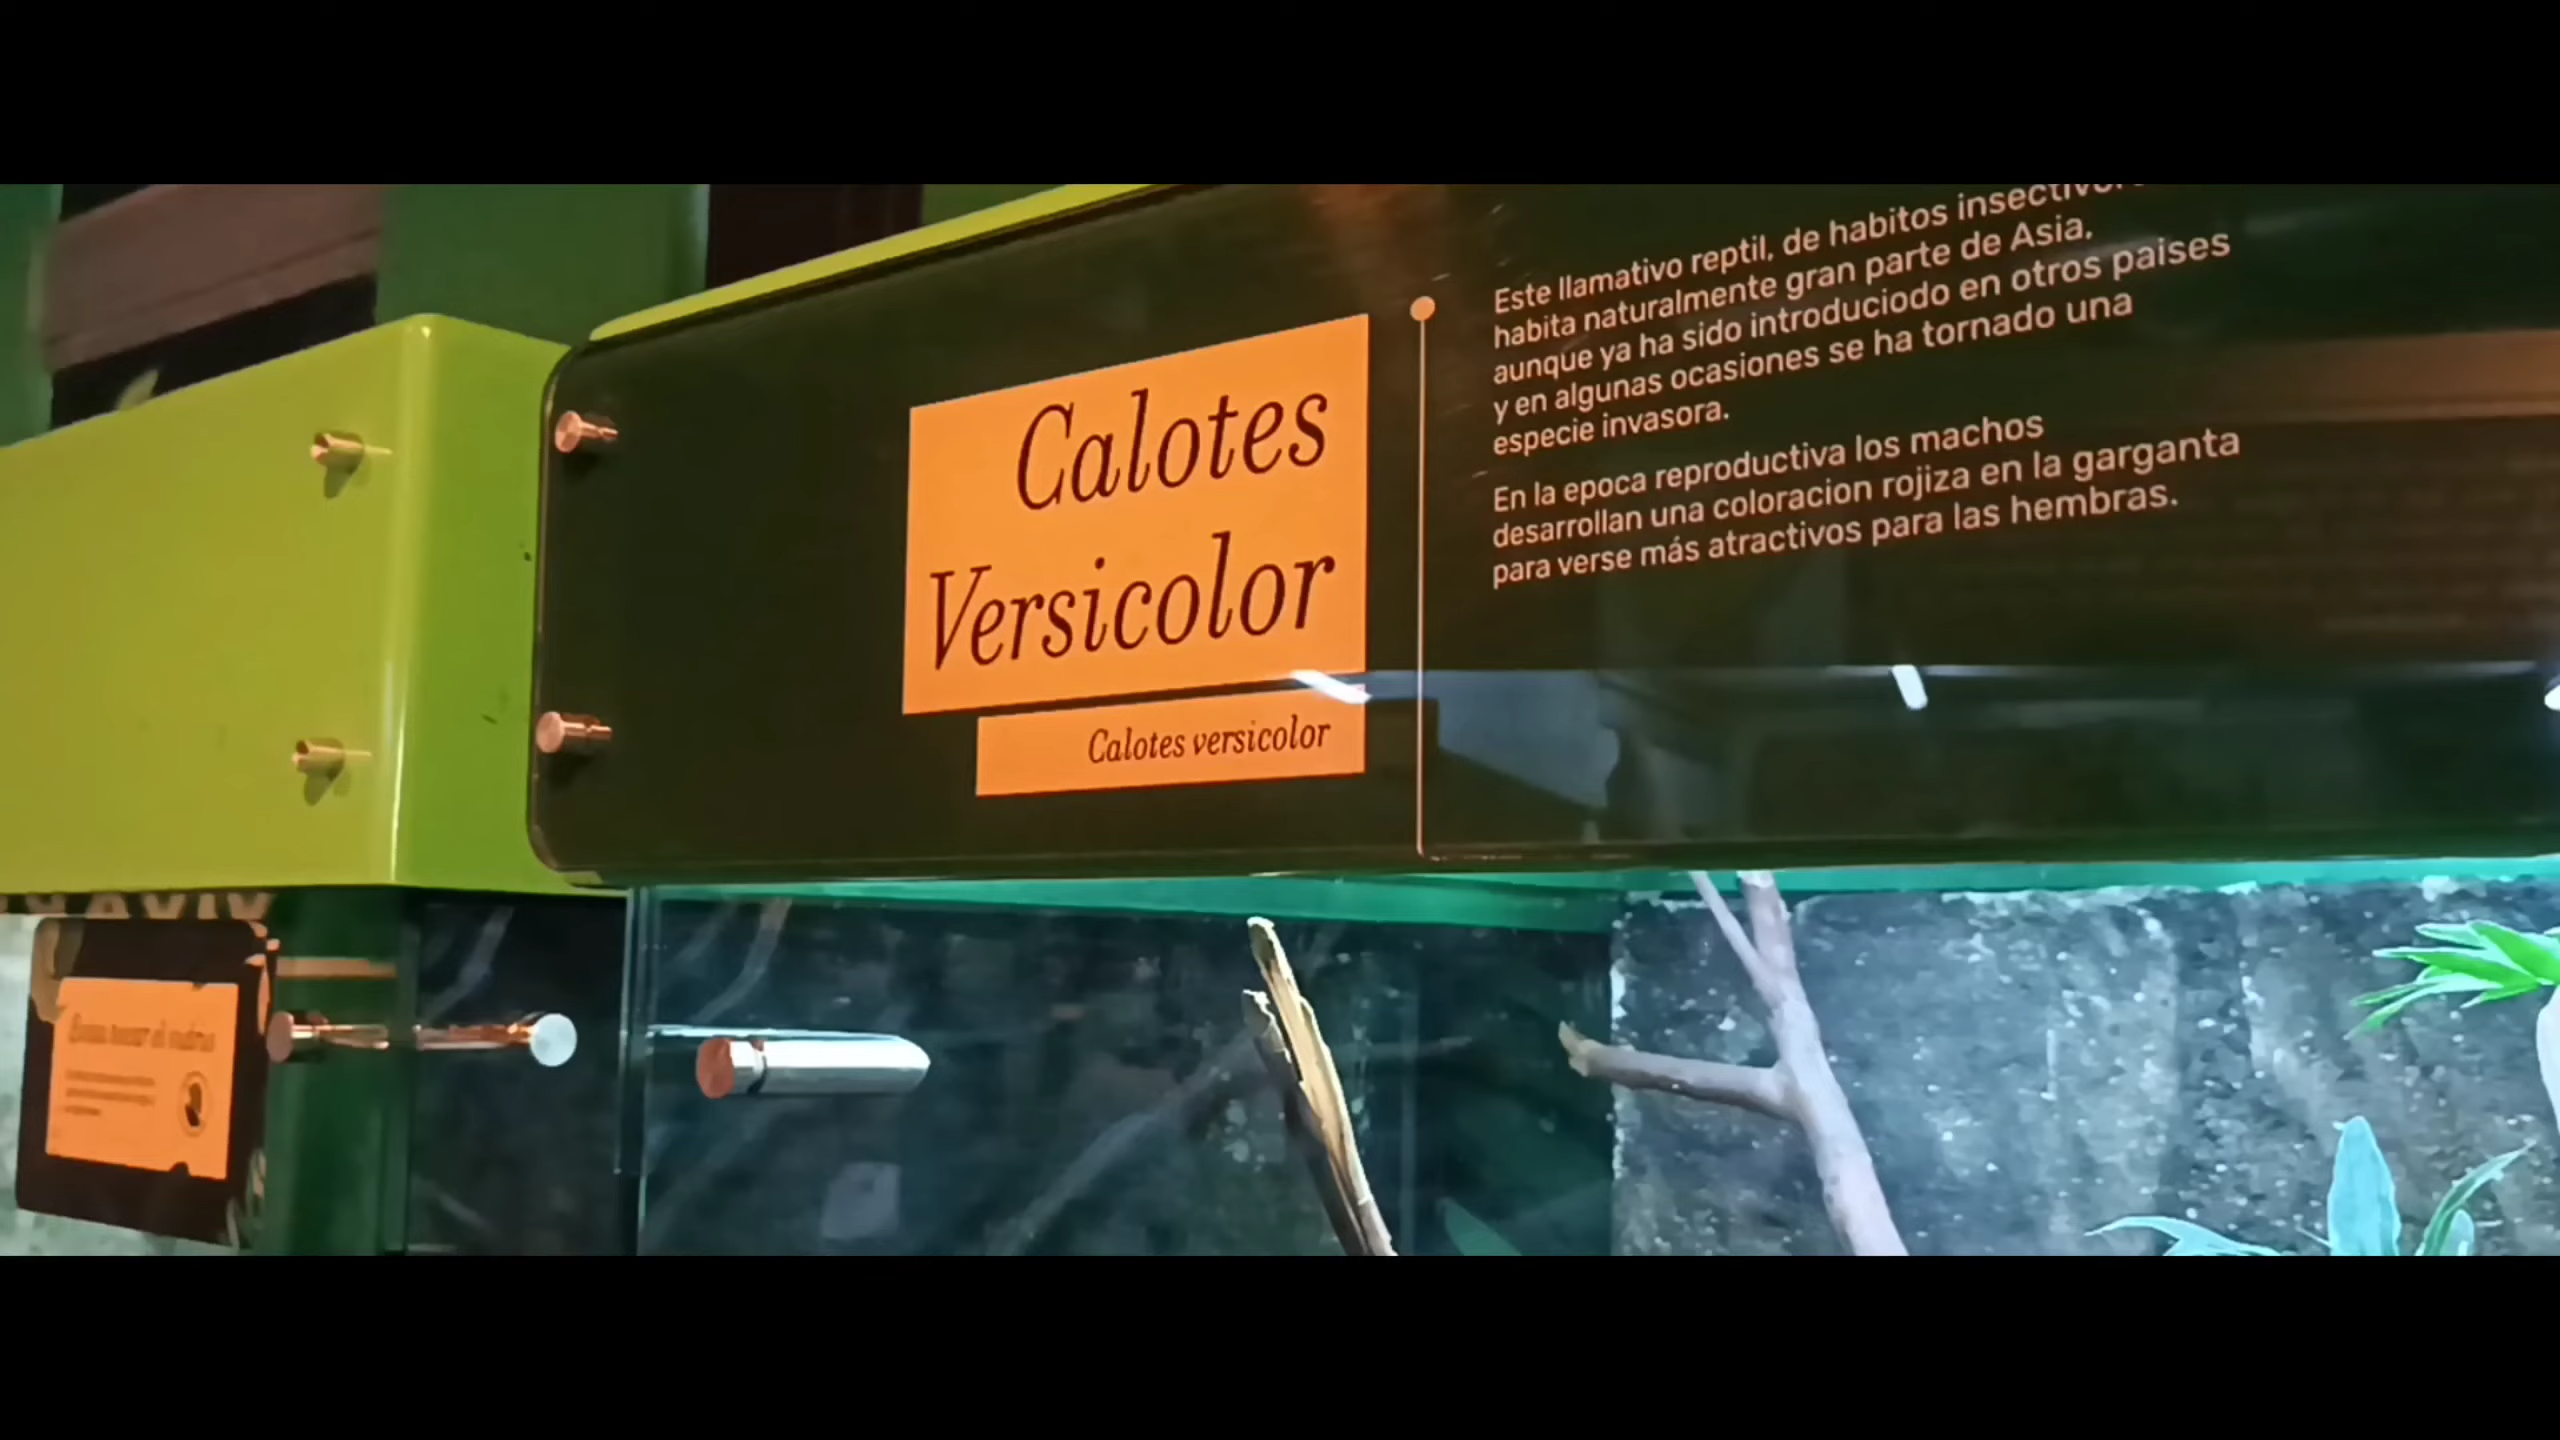 Calotes
Versicolor
Calotes versicolor
Este llamativo reptil, de habitos
habita naturalmente gran parte de Asia,
aunque ya ha sido introduciodo en otros paises
y en algunas ocasiones se ha tornado una
especie invasora.
En la epoca reproductiva los machos
desarrollan una coloracion rojiza en la garganta
para verse más atractivos para las hembras.